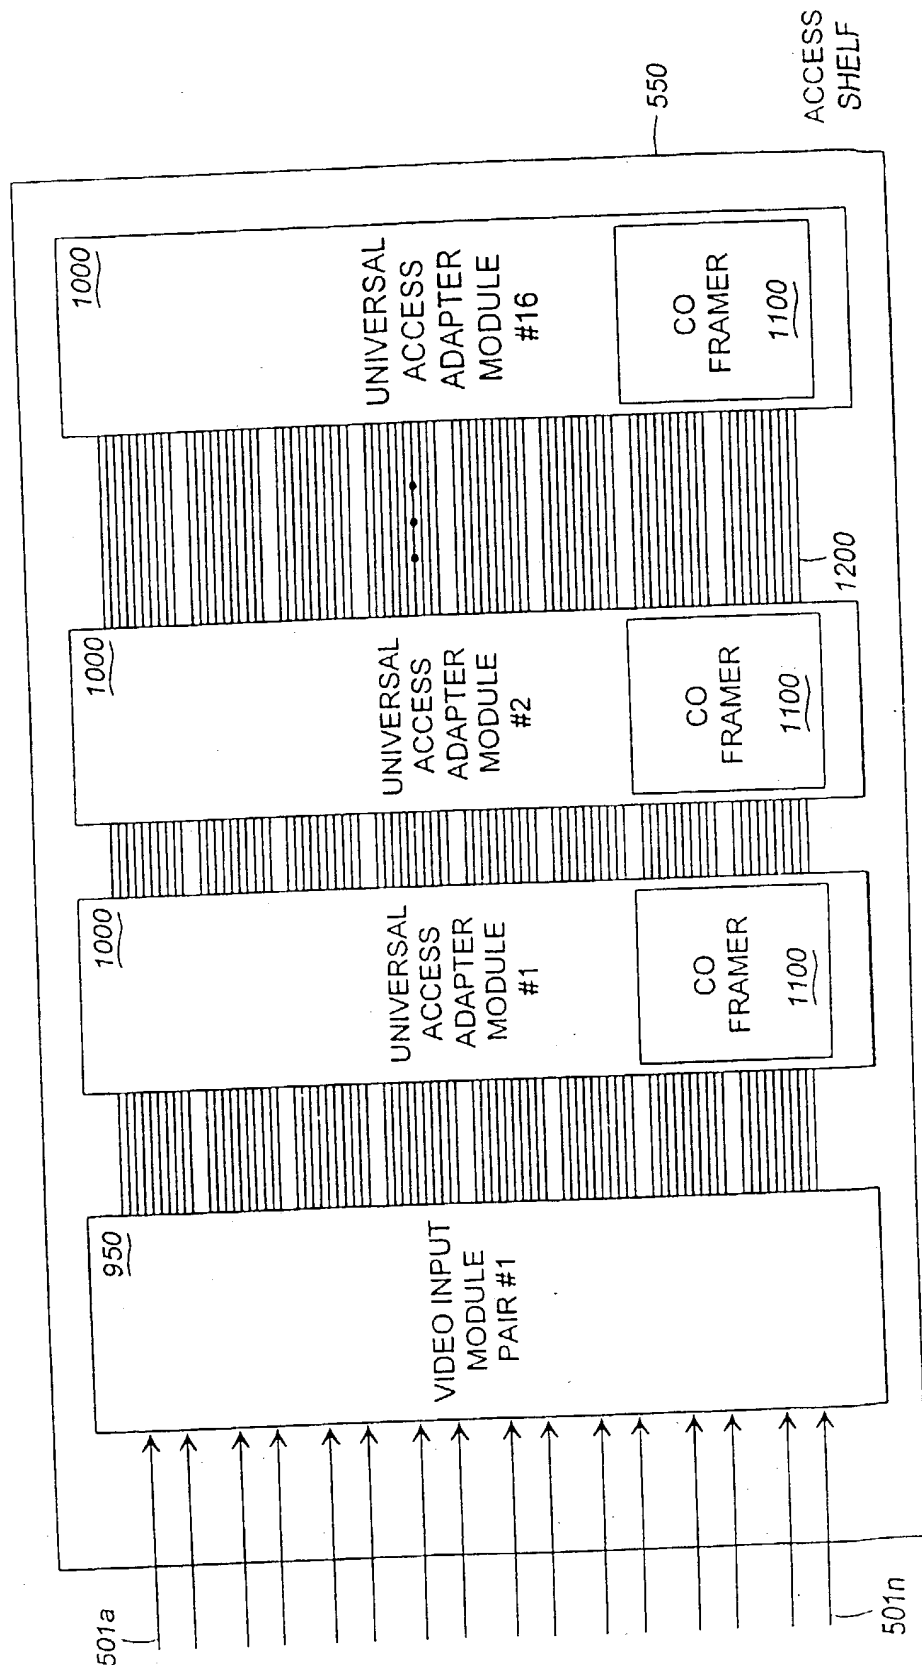 ACCESS
SHELF
550
1000
UNIVERSAL
ACCESS
ADAPTER
MODULE
#16
CO
FRAMER
1100
1200
1000
UNIVERSAL
ACCESS
ADAPTER
MODULE
#2
CO
FRAMER
1100
1000
UNIVERSAL
ACCESS
ADAPTER
MODULE
#1
CO
FRAMER
1100
950
VIDEO INPUT
MODULE
PAIR #1
501a
501n